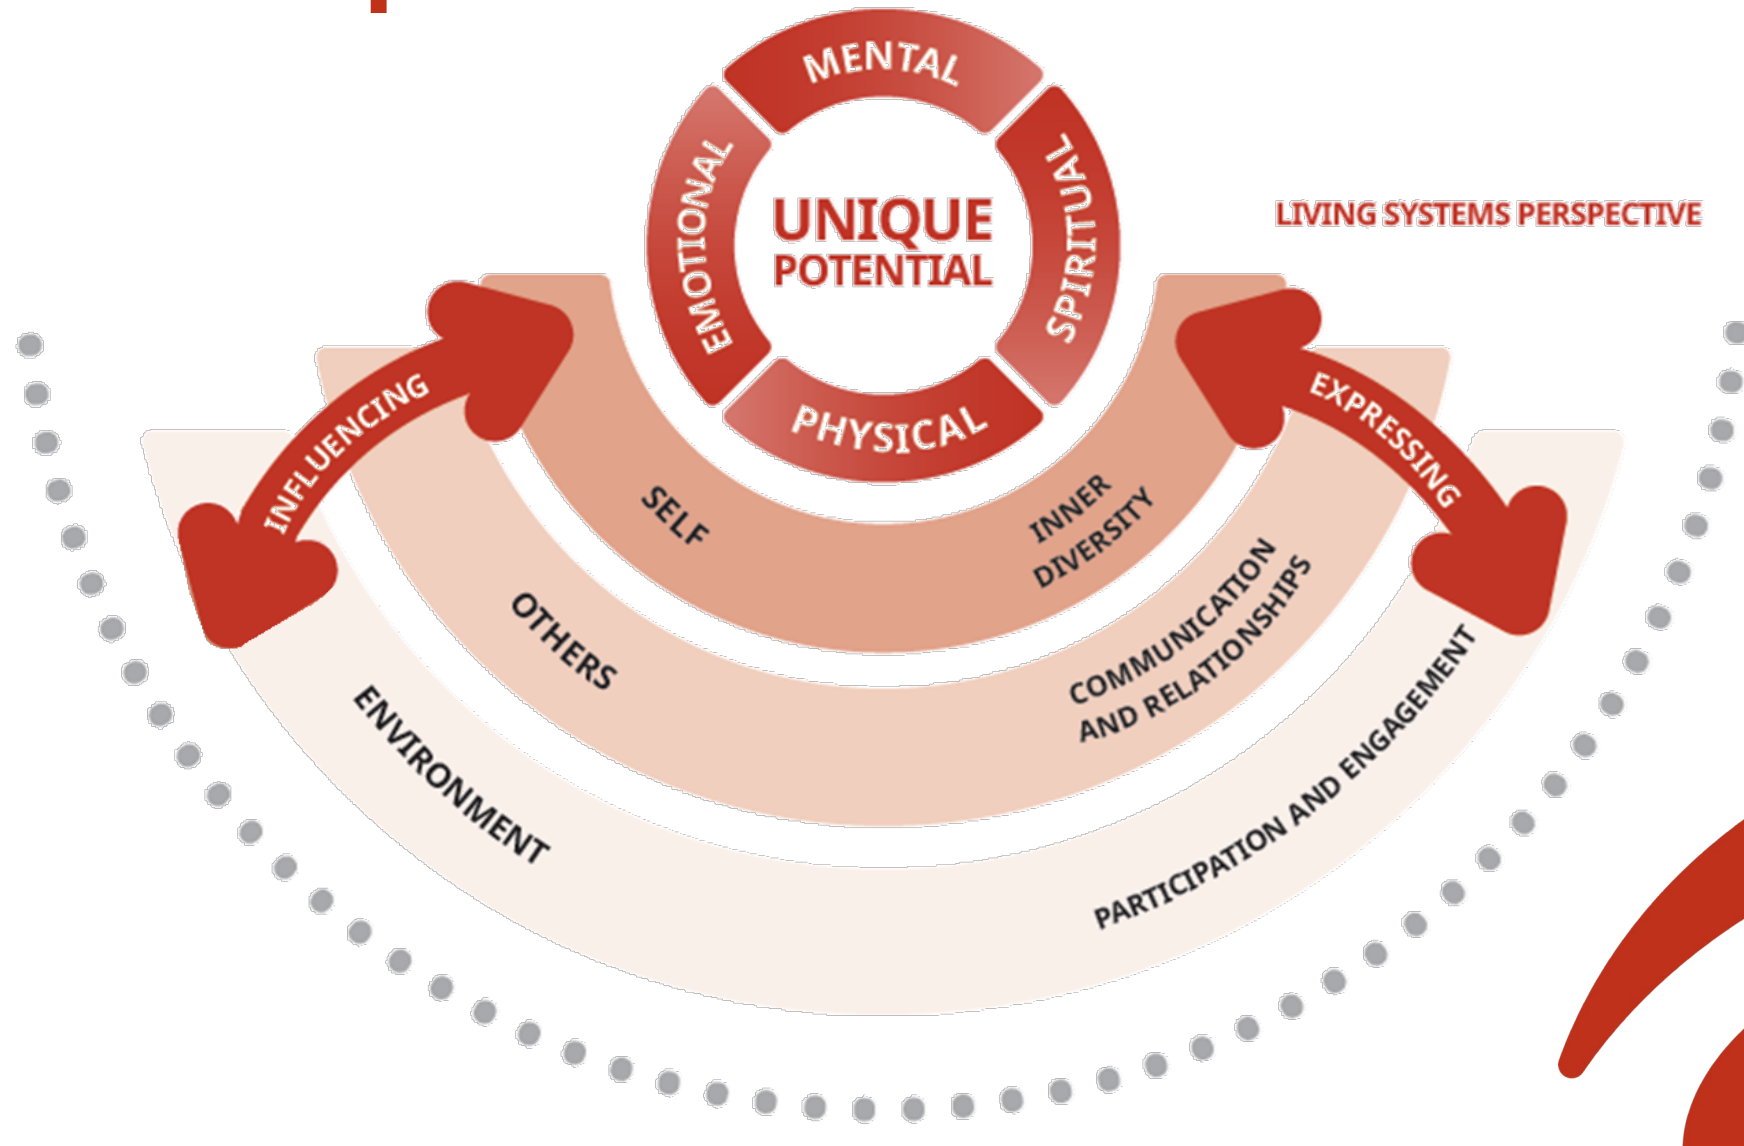 MENTAL
EMOTIONAL
SPIRITUAL
UNIQUE
POTENTIAL
PHYSICAL
LIVING SYSTEMS PERSPECTIVE
INFLUENCING
EXPRESSING
SELF
INNER
DIVERSITY
OTHERS
COMMUNICATION
AND RELATIONSHIPS
ENVIRONMENT
PARTICIPATION AND ENGAGEMENT